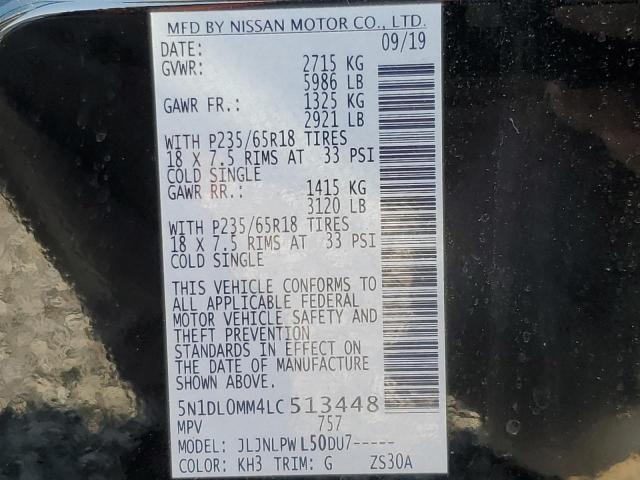 MFD BY NISSAN MOTOR CO., LTD.
DATE: 09/19
GVWR: 2715 KG
5986 LB
GAWR FR.: 1325 KG
2921 LB
WITH P235/65R18 TIRES
18 X 7.5 RIMS AT 33 PSI
COLD SINGLE
GAWR RR.: 1415 KG
3120 LB
WITH P235/65R18 TIRES
18 X 7.5 RIMS AT 33 PSI
COLD SINGLE
THIS VEHICLE CONFORMS TO
ALL APPLICABLE FEDERAL
MOTOR VEHICLE SAFETY AND
THEFT PREVENTION
STANDARDS IN EFFECT ON
THE DATE OF MANUFACTURE
SHOWN ABOVE.
5N1DL0MM4LC513448
MPV 757
MODEL: JLJNLPWL50DU7-----
COLOR: KH3 TRIM: G ZS30A